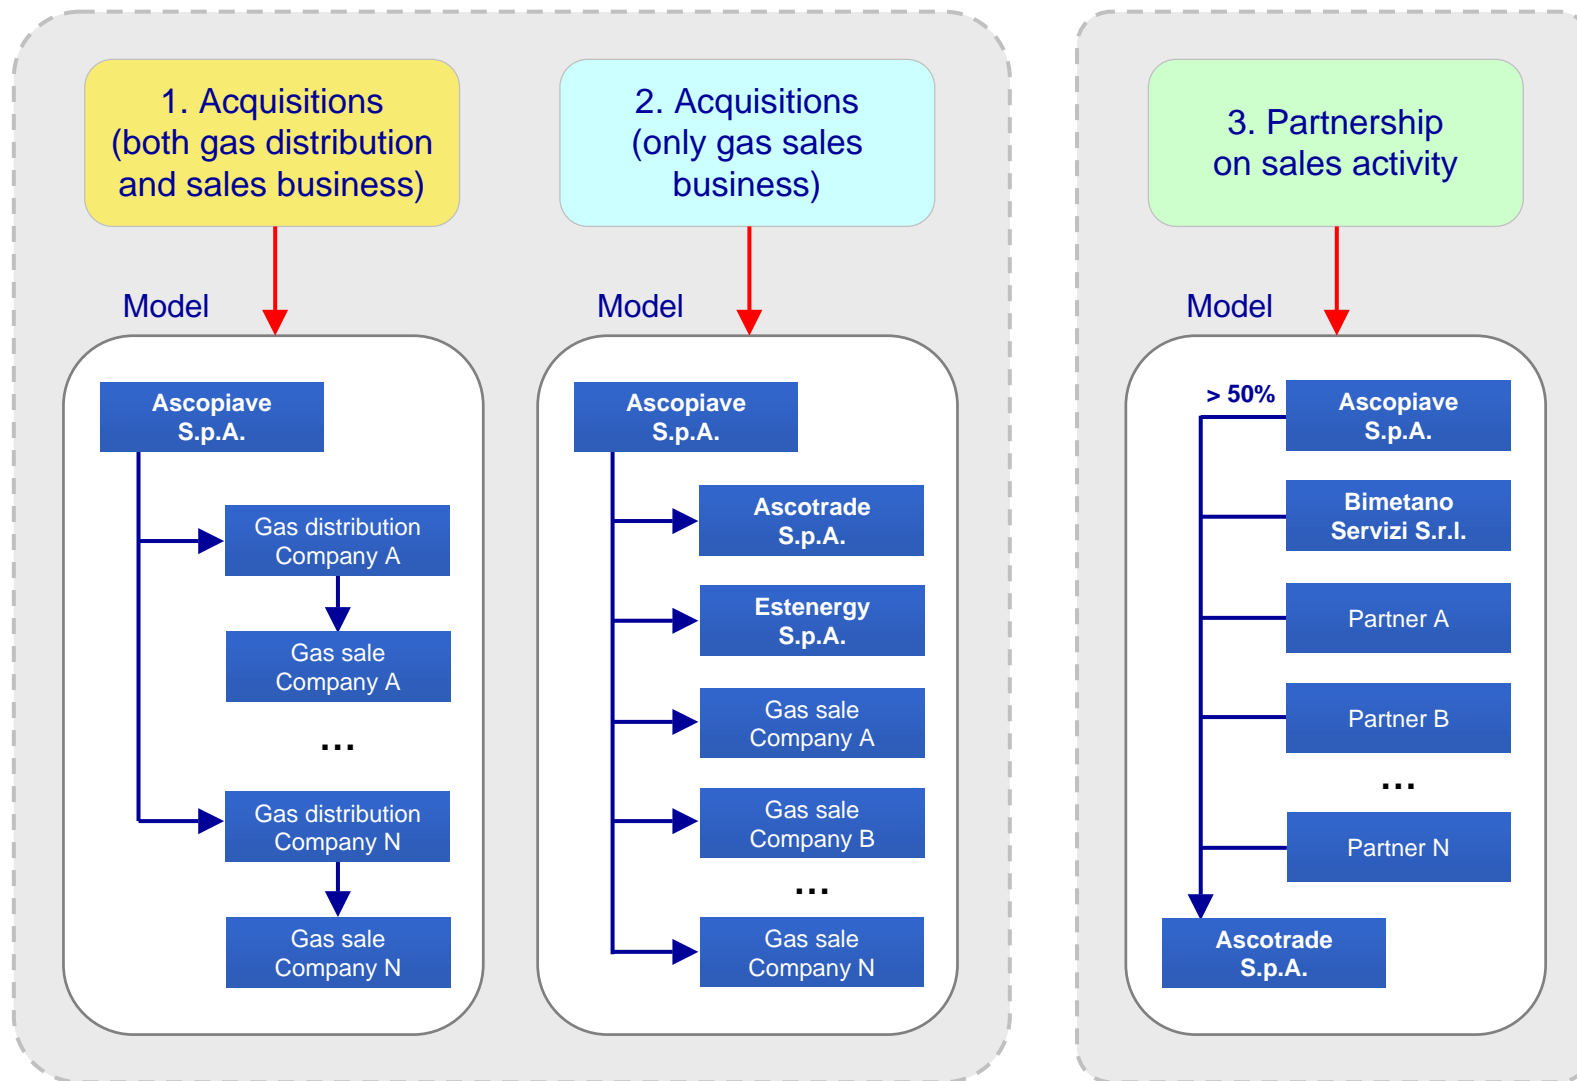 1. Acquisitions
(both gas distribution
and sales business)
Model
Ascopiave
S.p.A.
Gas distribution
Company A
Gas sale
Company A
...
Gas distribution
Company N
Gas sale
Company N
2. Acquisitions
(only gas sales
business)
Model
Ascopiave
S.p.A.
Ascotrade
S.p.A.
Estenergy
S.p.A.
Gas sale
Company A
Gas sale
Company B
...
Gas sale
Company N
3. Partnership
on sales activity
Model
> 50%
Ascopiave
S.p.A.
Bimetano
Servizi S.r.l.
Partner A
Partner B
...
Partner N
Ascotrade
S.p.A.